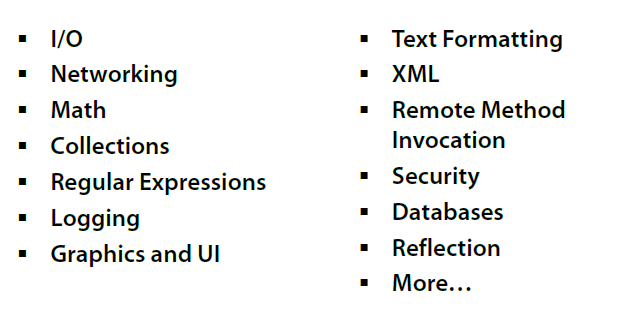 I/O
Networking
Math
Collections
Regular Expressions
Logging
Graphics and UI
Text Formatting
XML
Remote Method
Invocation
Security
Databases
Reflection
More…